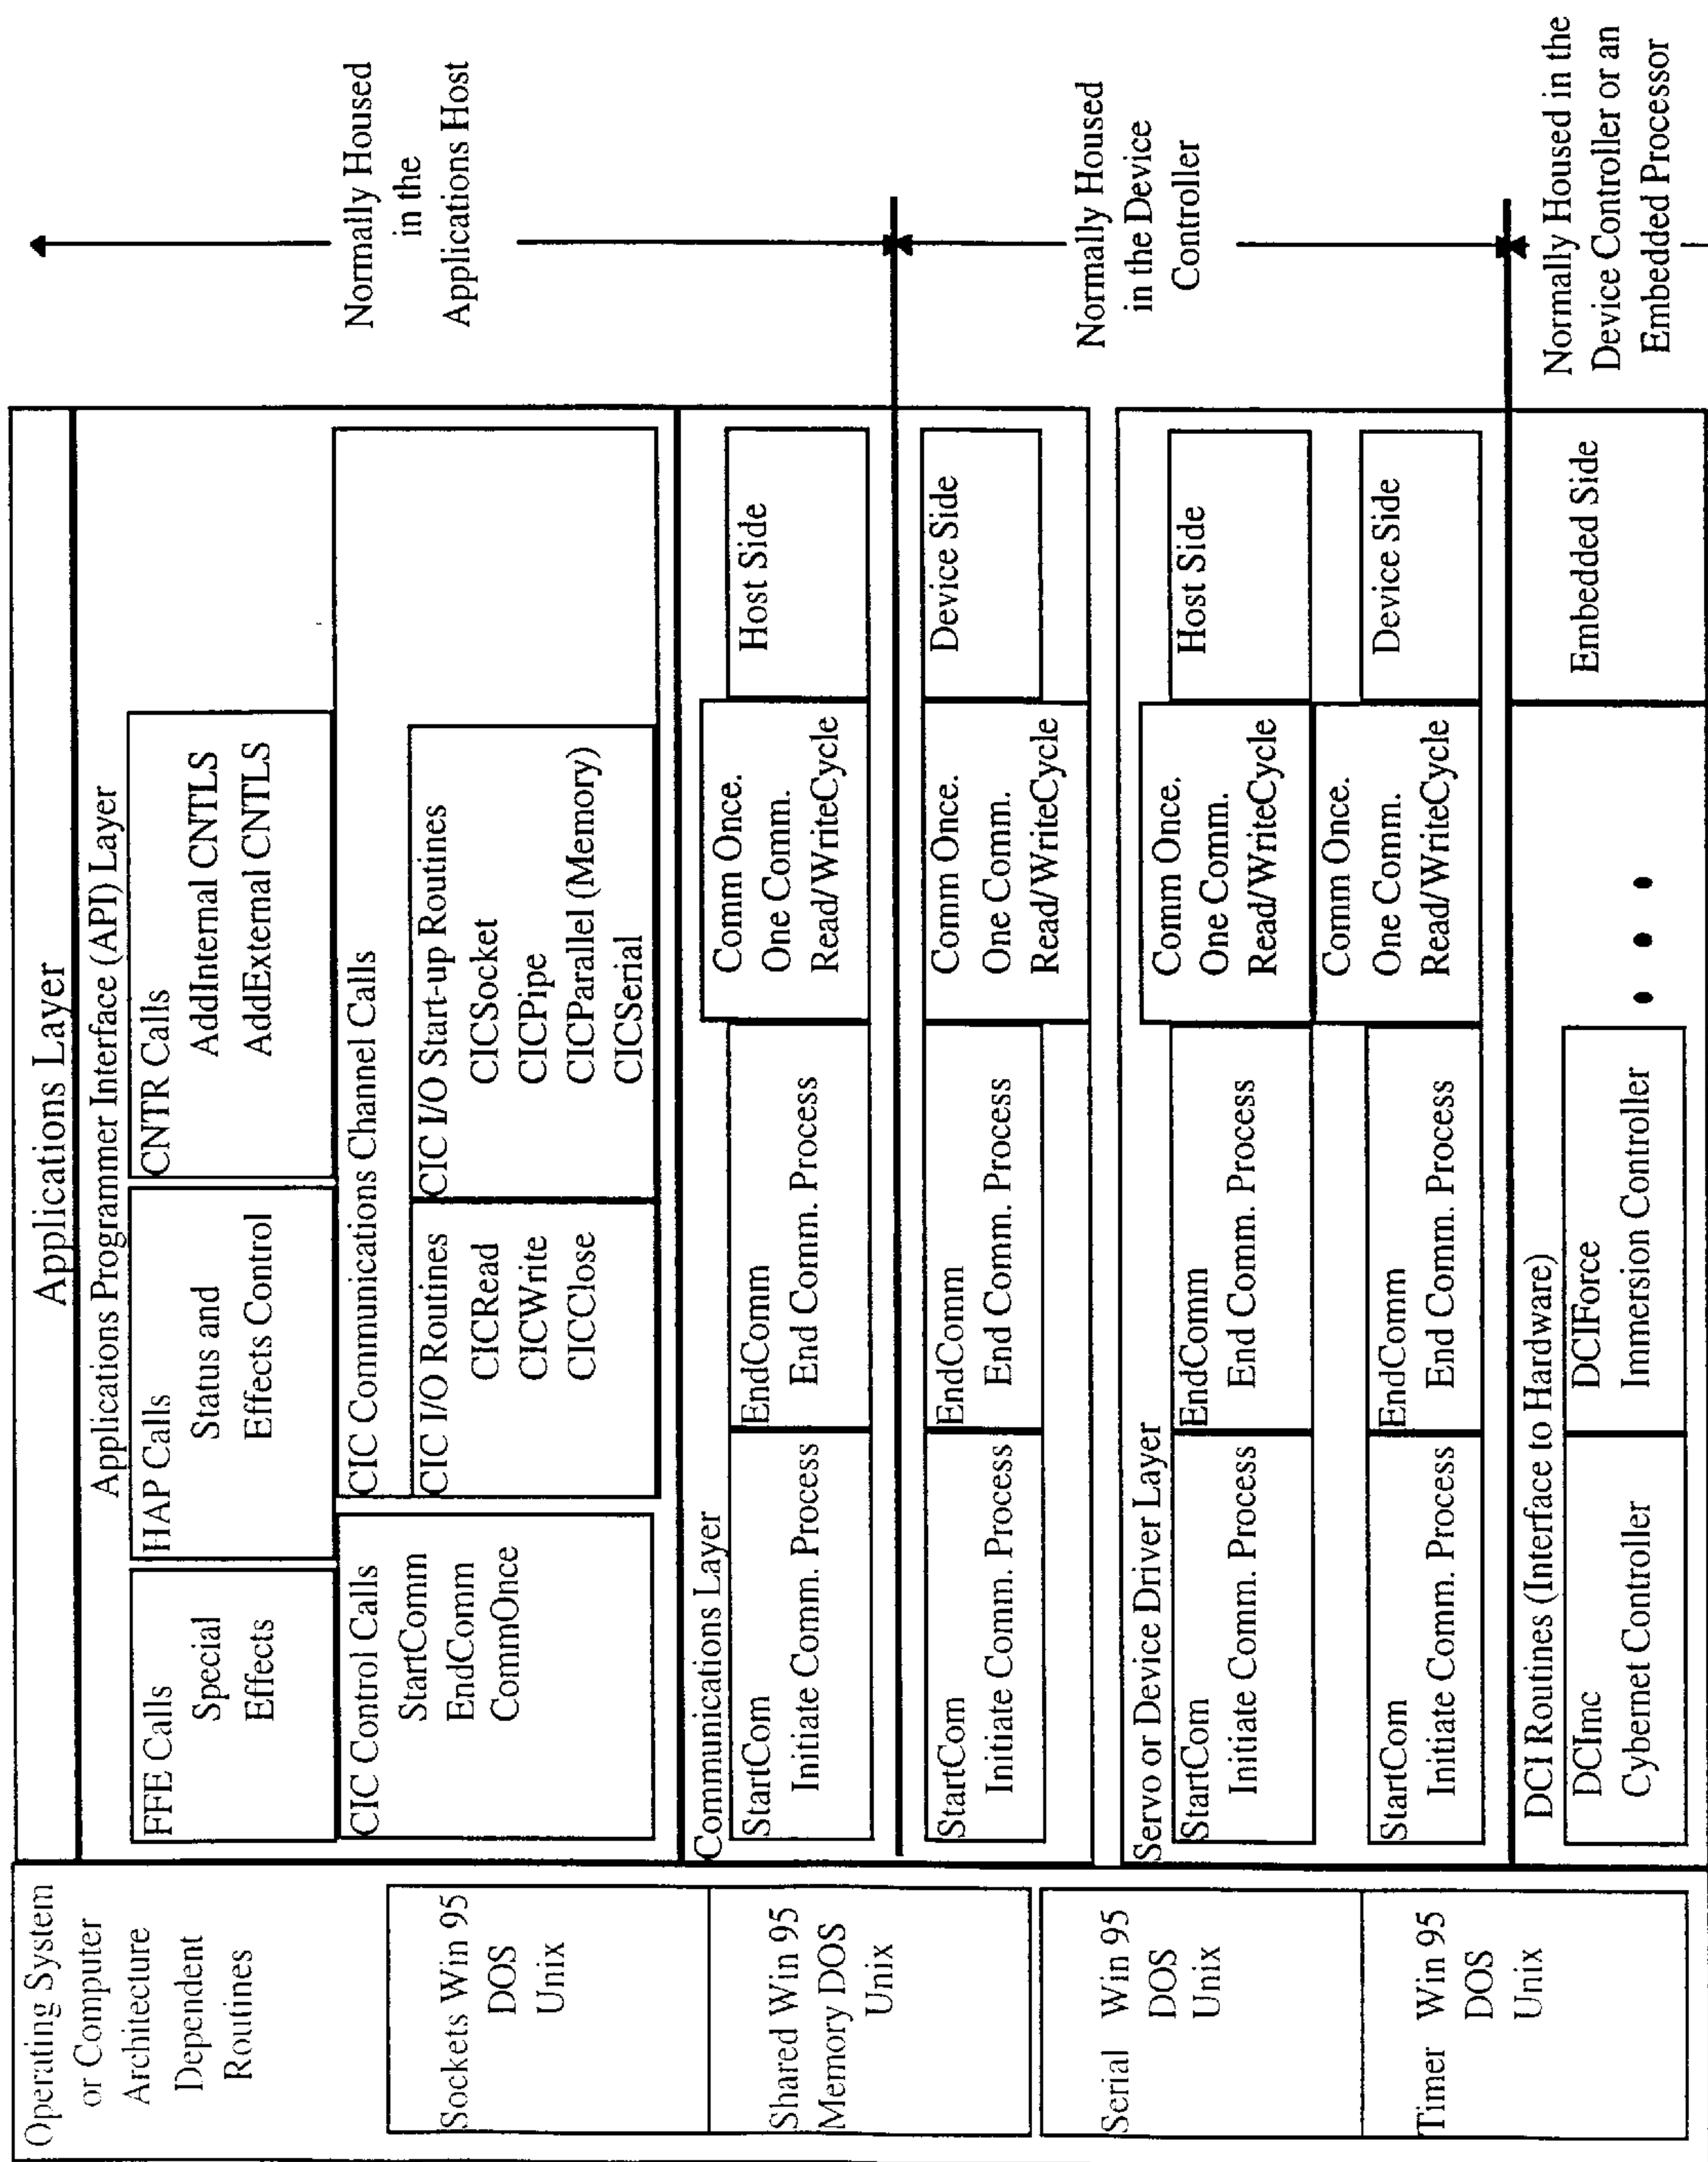 Operating System
or Computer
Architecture
Dependent
Routines
Sockets Win 95
DOS
Unix
Shared Win 95
Memory DOS
Unix
Serial Win 95
DOS
Unix
Timer Win 95
DOS
Unix
Applications Layer
Applications Programmer Interface (API) Layer
FFE Calls
Special
Effects
HAP Calls
Status and
Effects Control
CNTR Calls
AddInternal CNTLS
AddExternal CNTLS
CIC Control Calls
StartComm
EndComm
CommOnce
CIC Communications Channel Calls
CIC I/O Routines
CICRead
CICWrite
CICClose
CIC I/O Start-up Routines
CICSocket
CICPipe
CICParallel (Memory)
CICSerial
Communications Layer
StartCom
Initiate Comm. Process
EndComm
End Comm. Process
Comm Once.
One Comm.
Read/WriteCycle
Host Side
StartCom
Initiate Comm. Process
EndComm
End Comm. Process
Comm Once.
One Comm.
Read/WriteCycle
Device Side
Servo or Device Driver Layer
StartCom
Initiate Comm. Process
EndComm
End Comm. Process
Comm Once.
One Comm.
Read/WriteCycle
Host Side
StartCom
Initiate Comm. Process
EndComm
End Comm. Process
Comm Once.
One Comm.
Read/WriteCycle
Device Side
DCI Routines (Interface to Hardware)
DCImc
Cybernet Controller
DCIForce
Immersion Controller
• • •
Embedded Side
Normally Housed
in the
Applications Host
Normally Housed
in the Device
Controller
Normally Housed in the
Device Controller or an
Embedded Processor